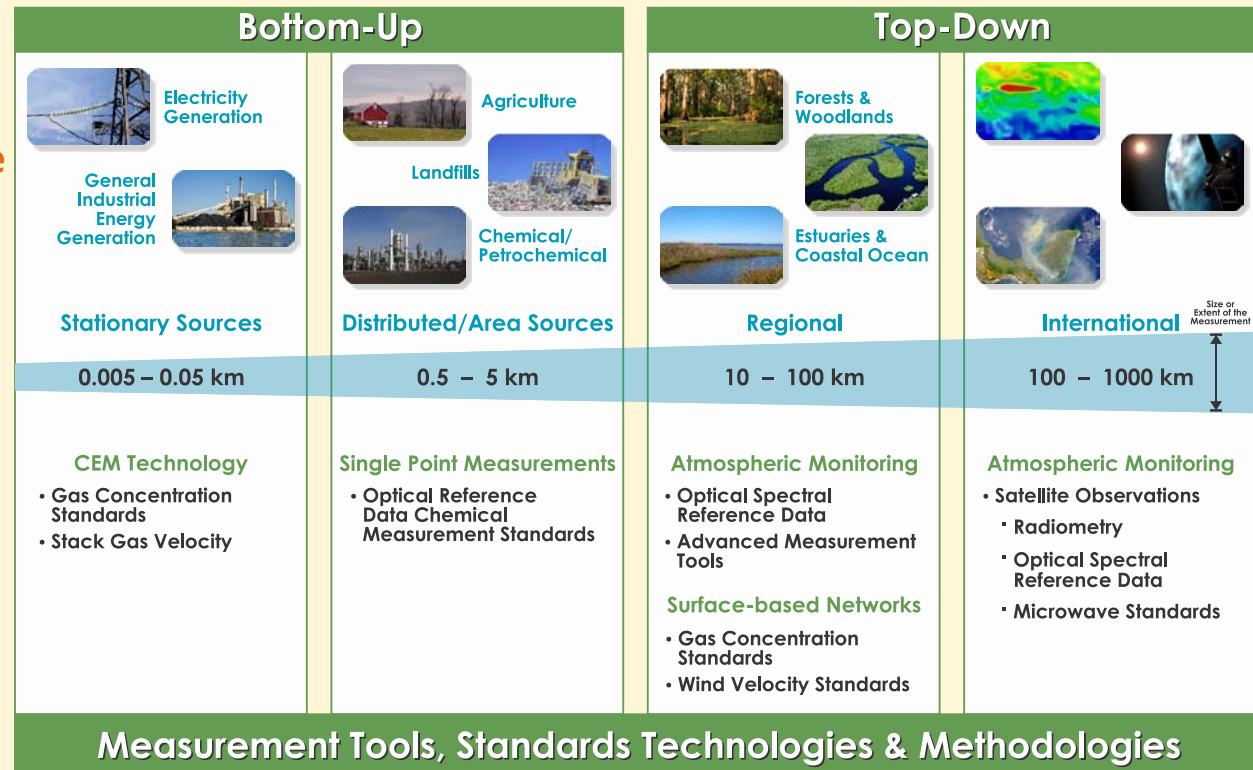 Bottom-Up
Top-Down
e
Electricity
Generation
General
Industrial
Energy
Generation
Agriculture
Landfills
Chemical/
Petrochemical
Forests &
Woodlands
Estuaries &
Coastal Ocean
Stationary Sources
Distributed/Area Sources
Regional
International
Size or
Extent of the
Measurement
0.005 – 0.05 km
0.5 – 5 km
10 – 100 km
100 – 1000 km
CEM Technology
• Gas Concentration
Standards
• Stack Gas Velocity
Single Point Measurements
• Optical Reference
Data Chemical
Measurement Standards
Atmospheric Monitoring
• Optical Spectral
Reference Data
• Advanced Measurement
Tools
Surface-based Networks
• Gas Concentration
Standards
• Wind Velocity Standards
Atmospheric Monitoring
• Satellite Observations
▪ Radiometry
▪ Optical Spectral
Reference Data
▪ Microwave Standards
Measurement Tools, Standards Technologies & Methodologies